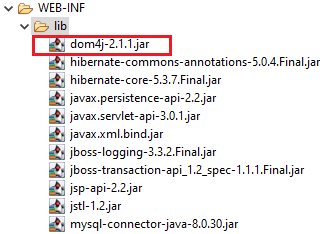 WEB-INF
lib
dom4j-2.1.1.jar
hibernate-commons-annotations-5.0.4.Final.jar
hibernate-core-5.3.7.Final.jar
javax.persistence-api-2.2.jar
javax.servlet-api-3.0.1.jar
javax.xml.bind.jar
jboss-logging-3.3.2.Final.jar
jboss-transaction-api_1.2_spec-1.1.1.Final.jar
jsp-api-2.2.jar
jstl-1.2.jar
mysql-connector-java-8.0.30.jar